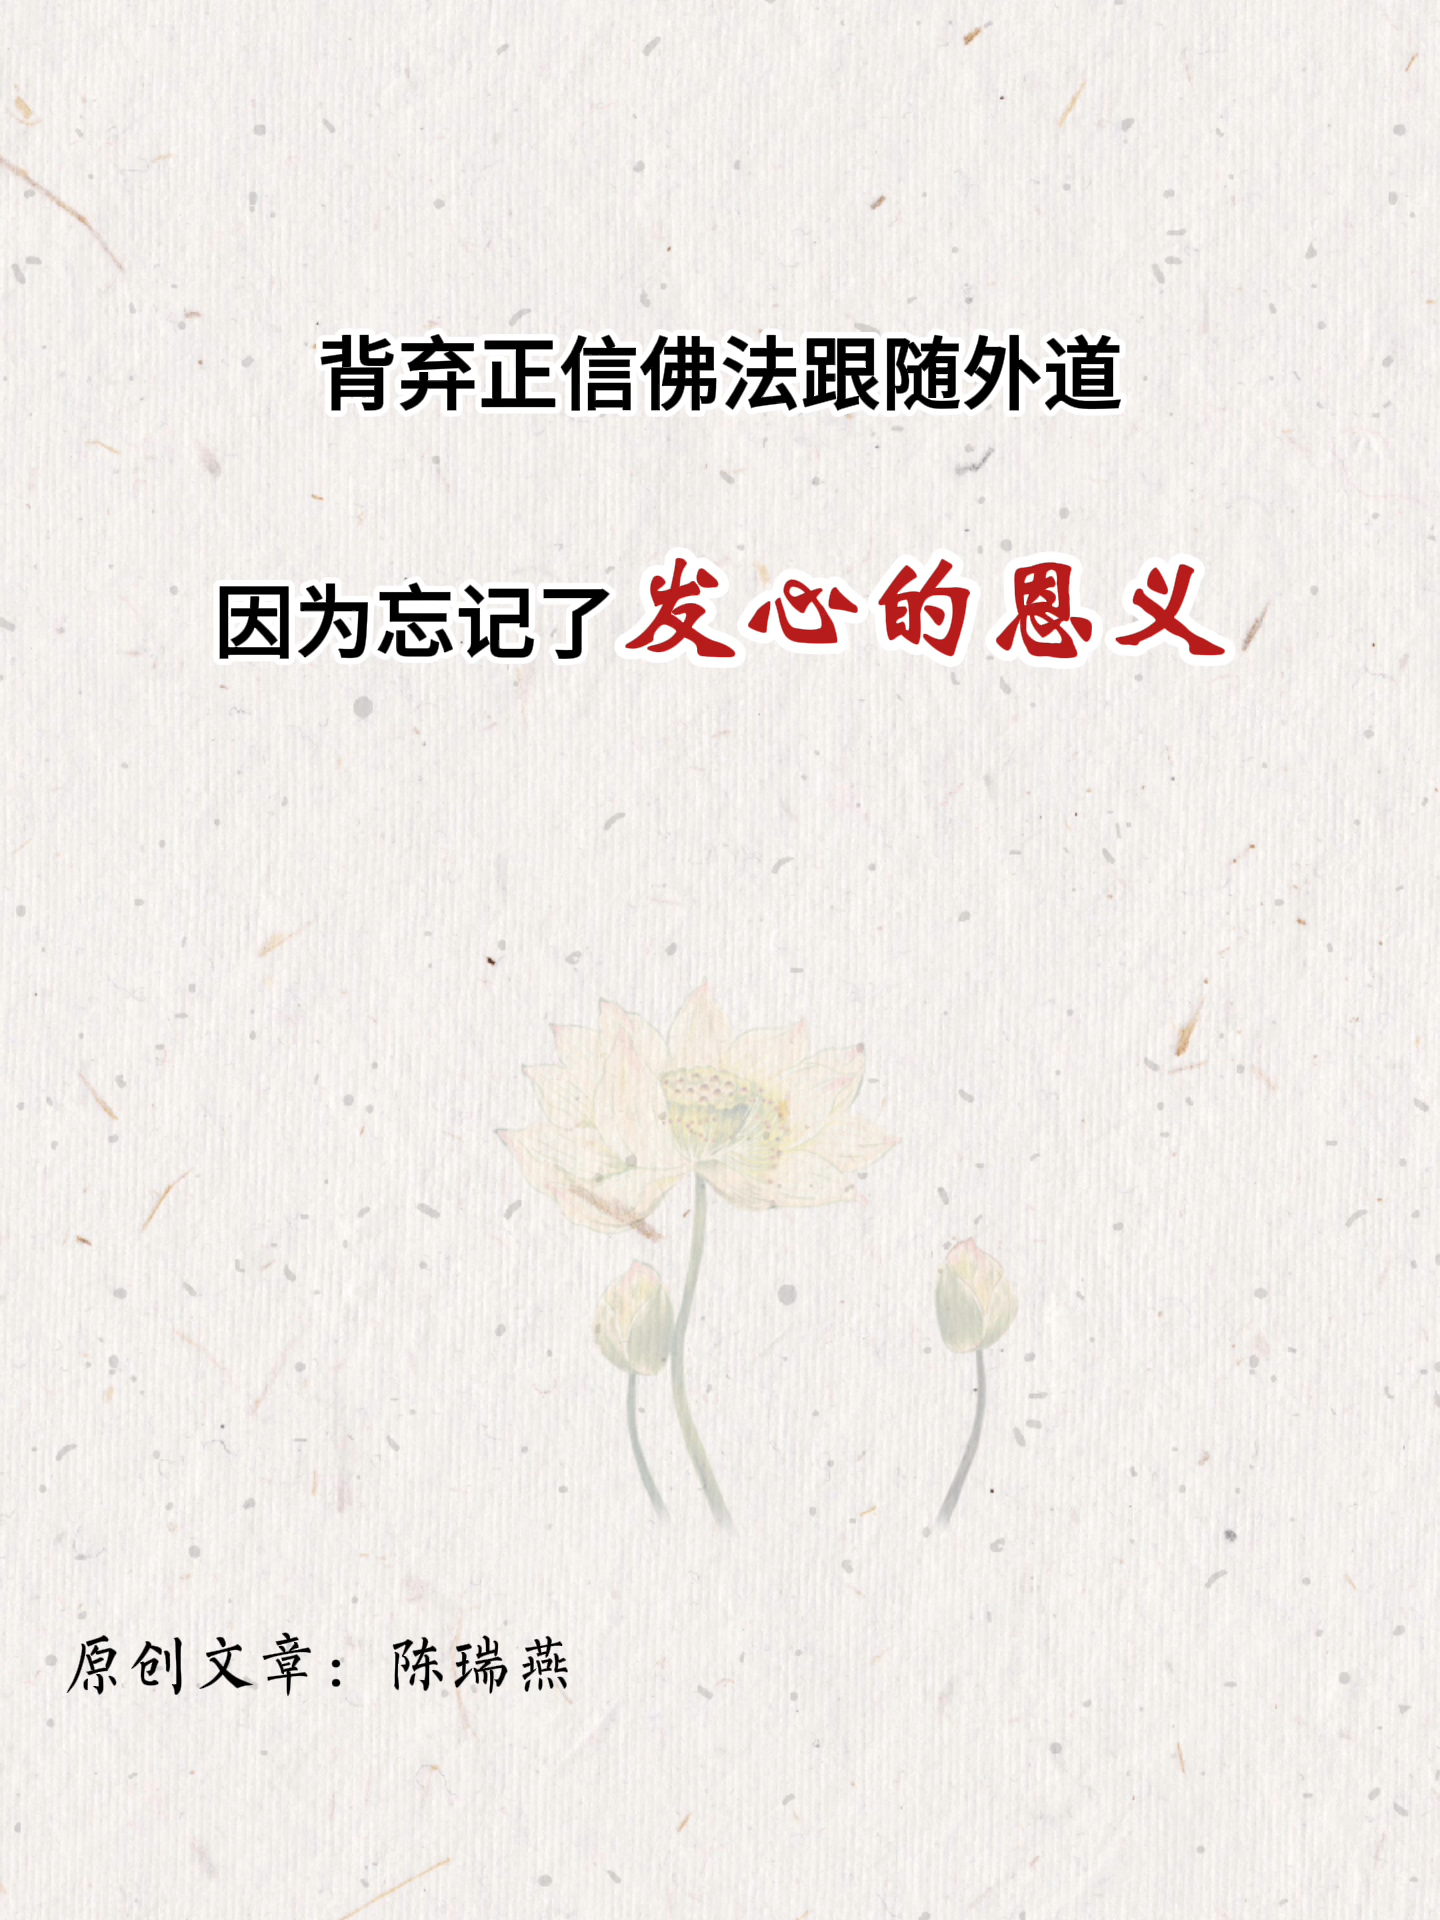 背弃正信佛法跟随外道
因为忘记了发心的恩义
原创文章：陈瑞燕